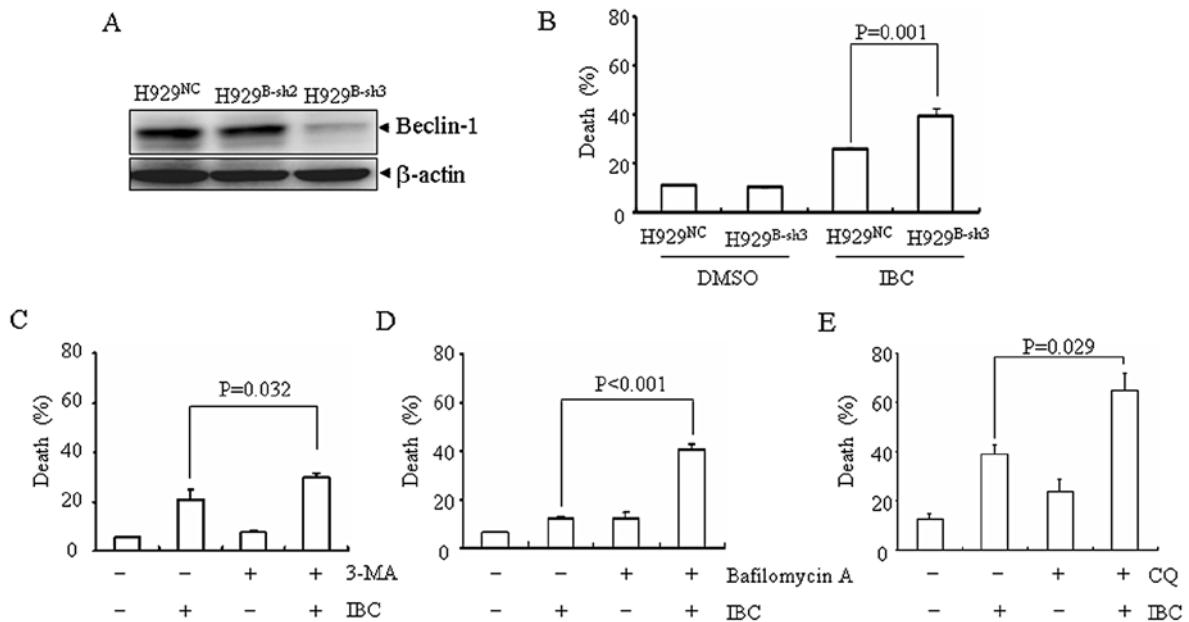 A
H929NC H929B-sh2 H929B-sh3
Beclin-1
β-actin
B
Death (%)
80
60
40
20
0
P=0.001
H929NC H929B-sh3 H929NC H929B-sh3
DMSO IBC
C
Death (%)
80
60
40
20
0
P=0.032
− − + + 3-MA
− + − + IBC
D
Death (%)
80
60
40
20
0
P<0.001
− − + + Bafilomycin A
− + − + IBC
E
Death (%)
80
60
40
20
0
P=0.029
− − + + CQ
− + − + IBC